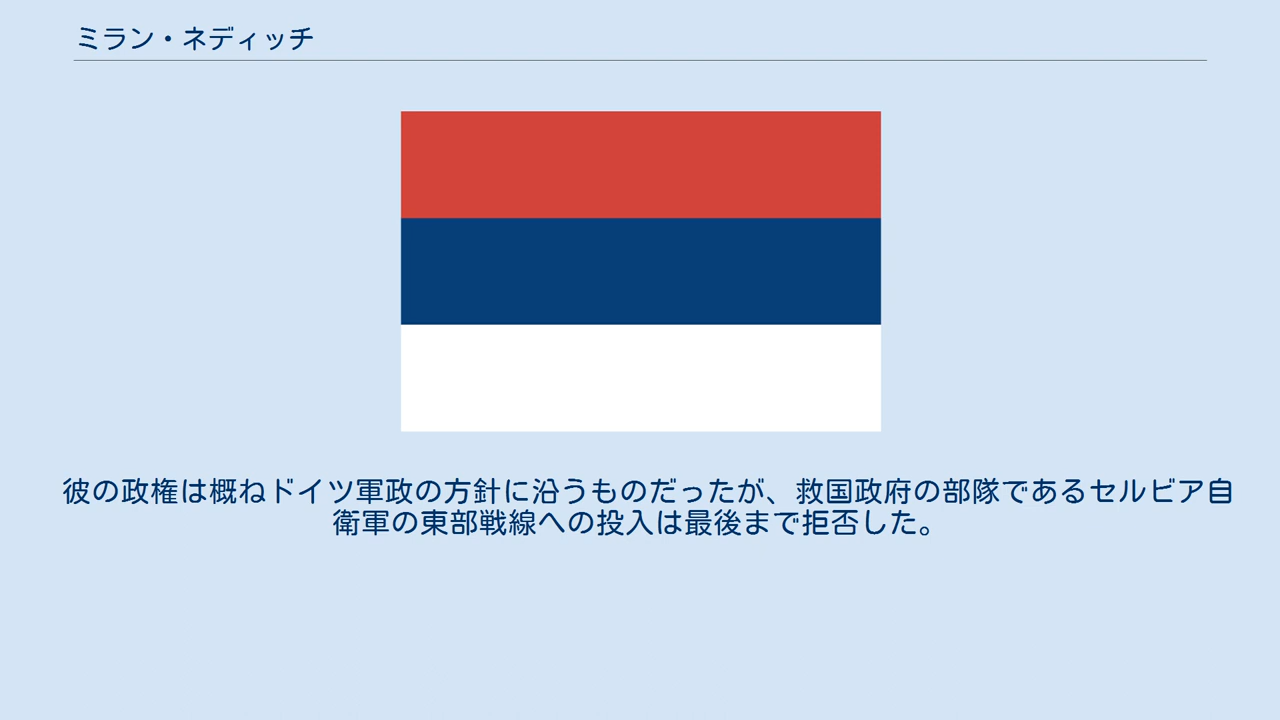 ミラン・ネディッチ
彼の政権は概ねドイツ軍政の方針に沿うものだったが、救国政府の部隊であるセルビア自
衛軍の東部戦線への投入は最後まで拒否した。